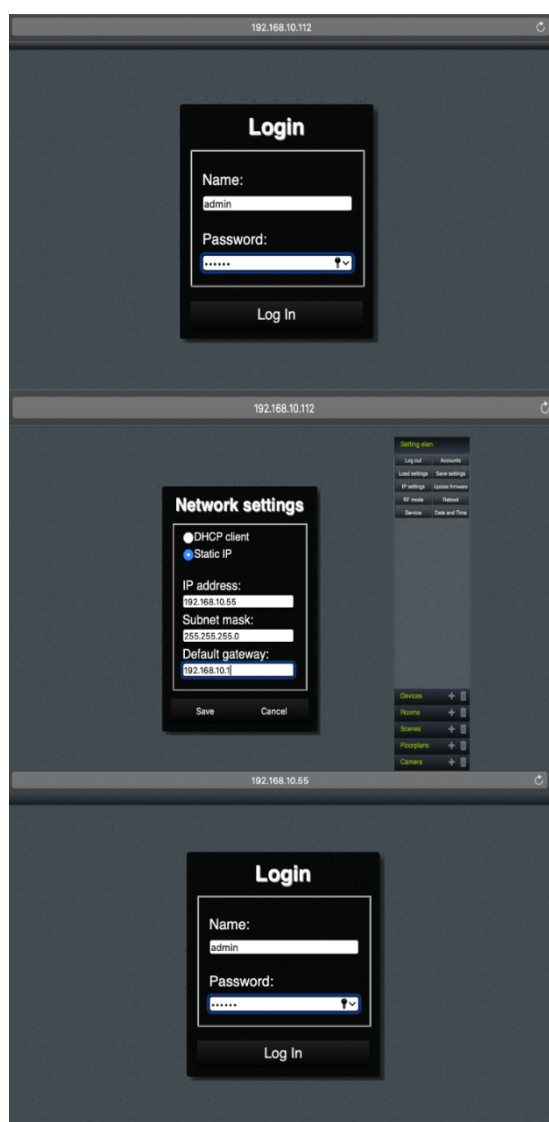 192.168.10.112
Login
Name:
admin
Password:
••••••
Log In
192.168.10.112
Setting elan
Log out Accounts
Load settings Save settings
IP settings Update firmware
RF mode Reboot
Service Date and Time
Network settings
DHCP client
Static IP
IP address:
192.168.10.55
Subnet mask:
255.255.255.0
Default gateway:
192.168.10.1
Save Cancel
Devices
Rooms
Scenes
Floorplans
Camera
192.168.10.55
Login
Name:
admin
Password:
••••••
Log In